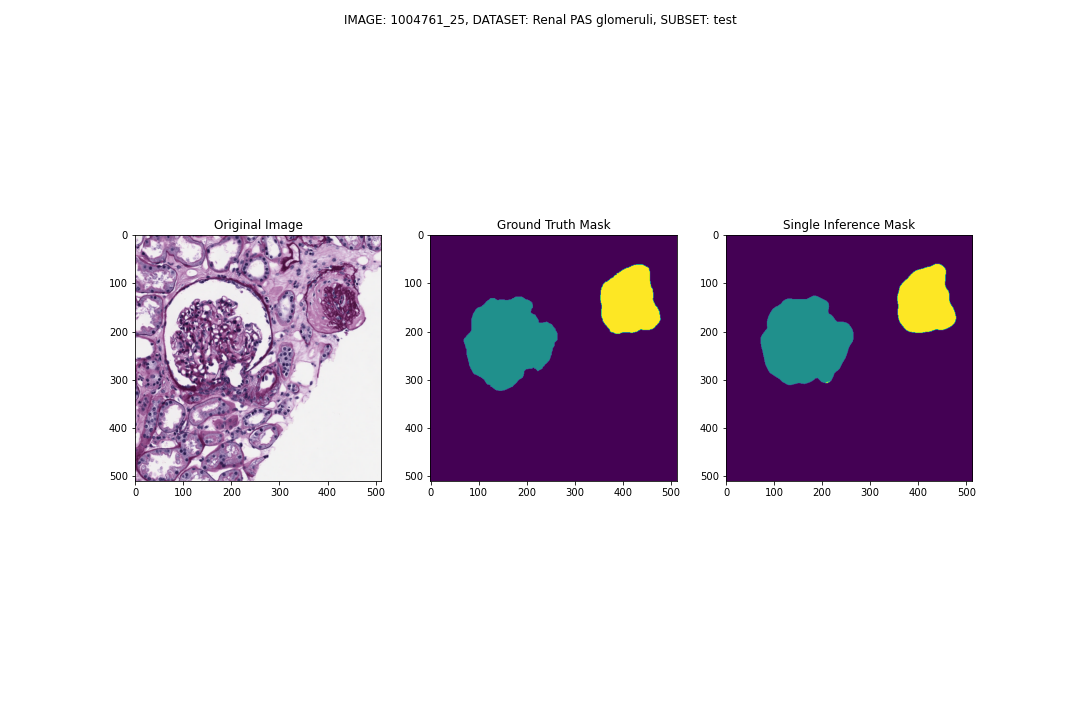 IMAGE: 1004761_25, DATASET: Renal PAS glomeruli, SUBSET: test
Original Image
Ground Truth Mask
Single Inference Mask
0
100
200
300
400
500
0 100 200 300 400 500
0
100
200
300
400
500
0 100 200 300 400 500
0
100
200
300
400
500
0 100 200 300 400 500